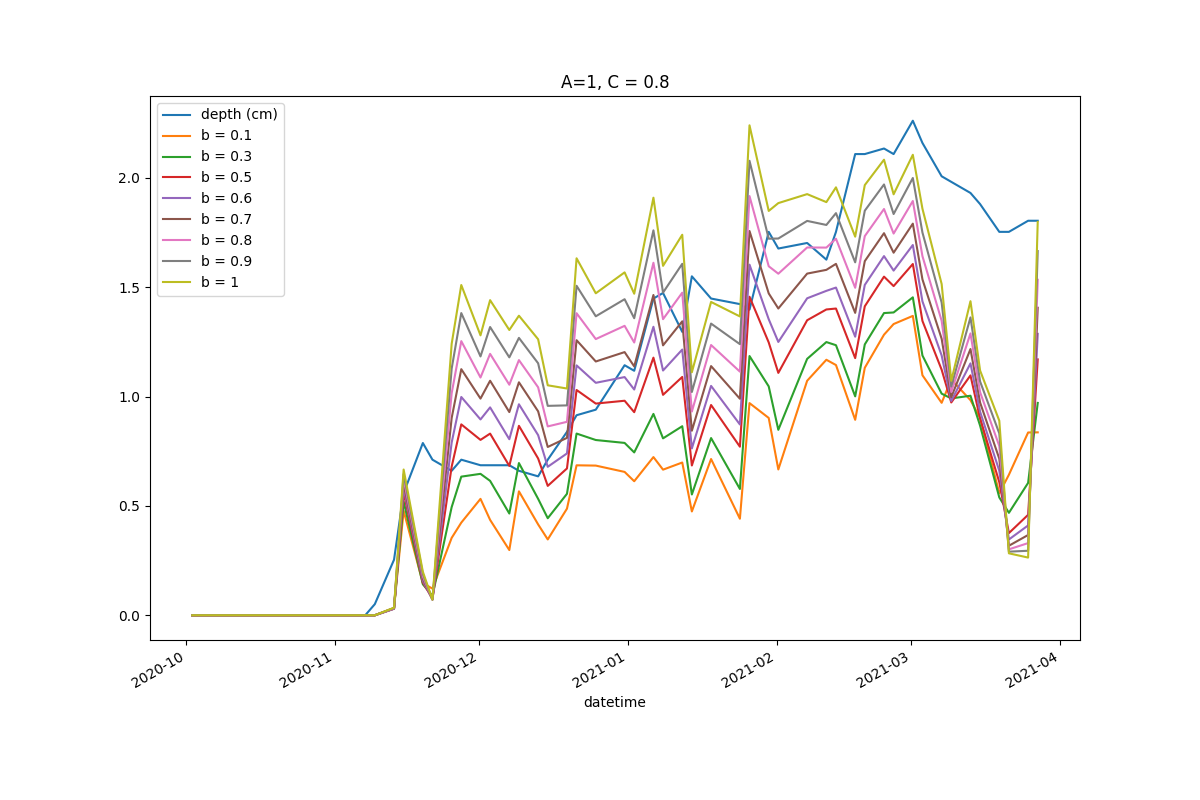 A=1, C = 0.8
depth (cm)
b = 0.1
b = 0.3
b = 0.5
b = 0.6
b = 0.7
b = 0.8
b = 0.9
b = 1
2.0
1.5
1.0
0.5
0.0
2020-10
2020-11
2020-12
2021-01
2021-02
2021-03
2021-04
datetime